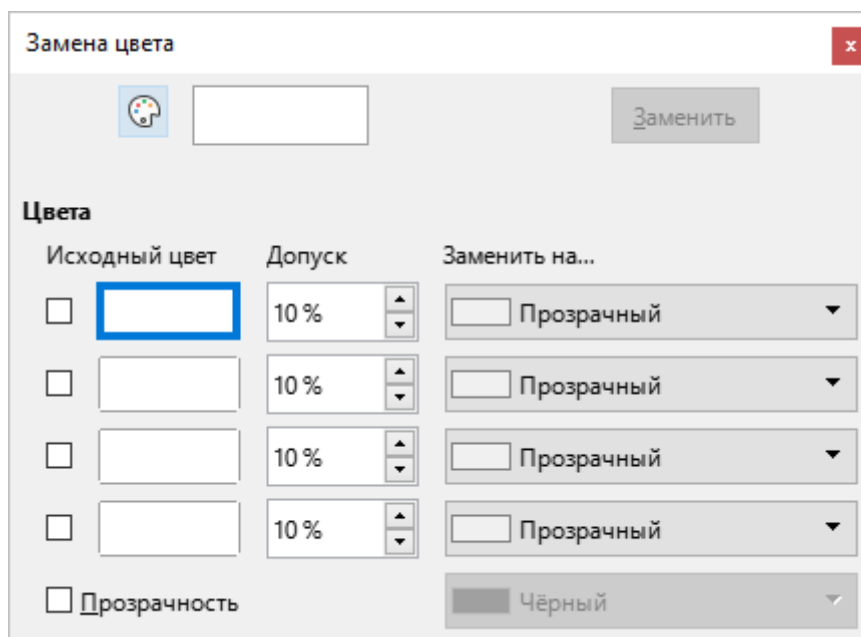 Замена цвета
x
Заменить
Цвета
Исходный цвет Допуск Заменить на...
10 % Прозрачный
10 % Прозрачный
10 % Прозрачный
10 % Прозрачный
Прозрачность Чёрный